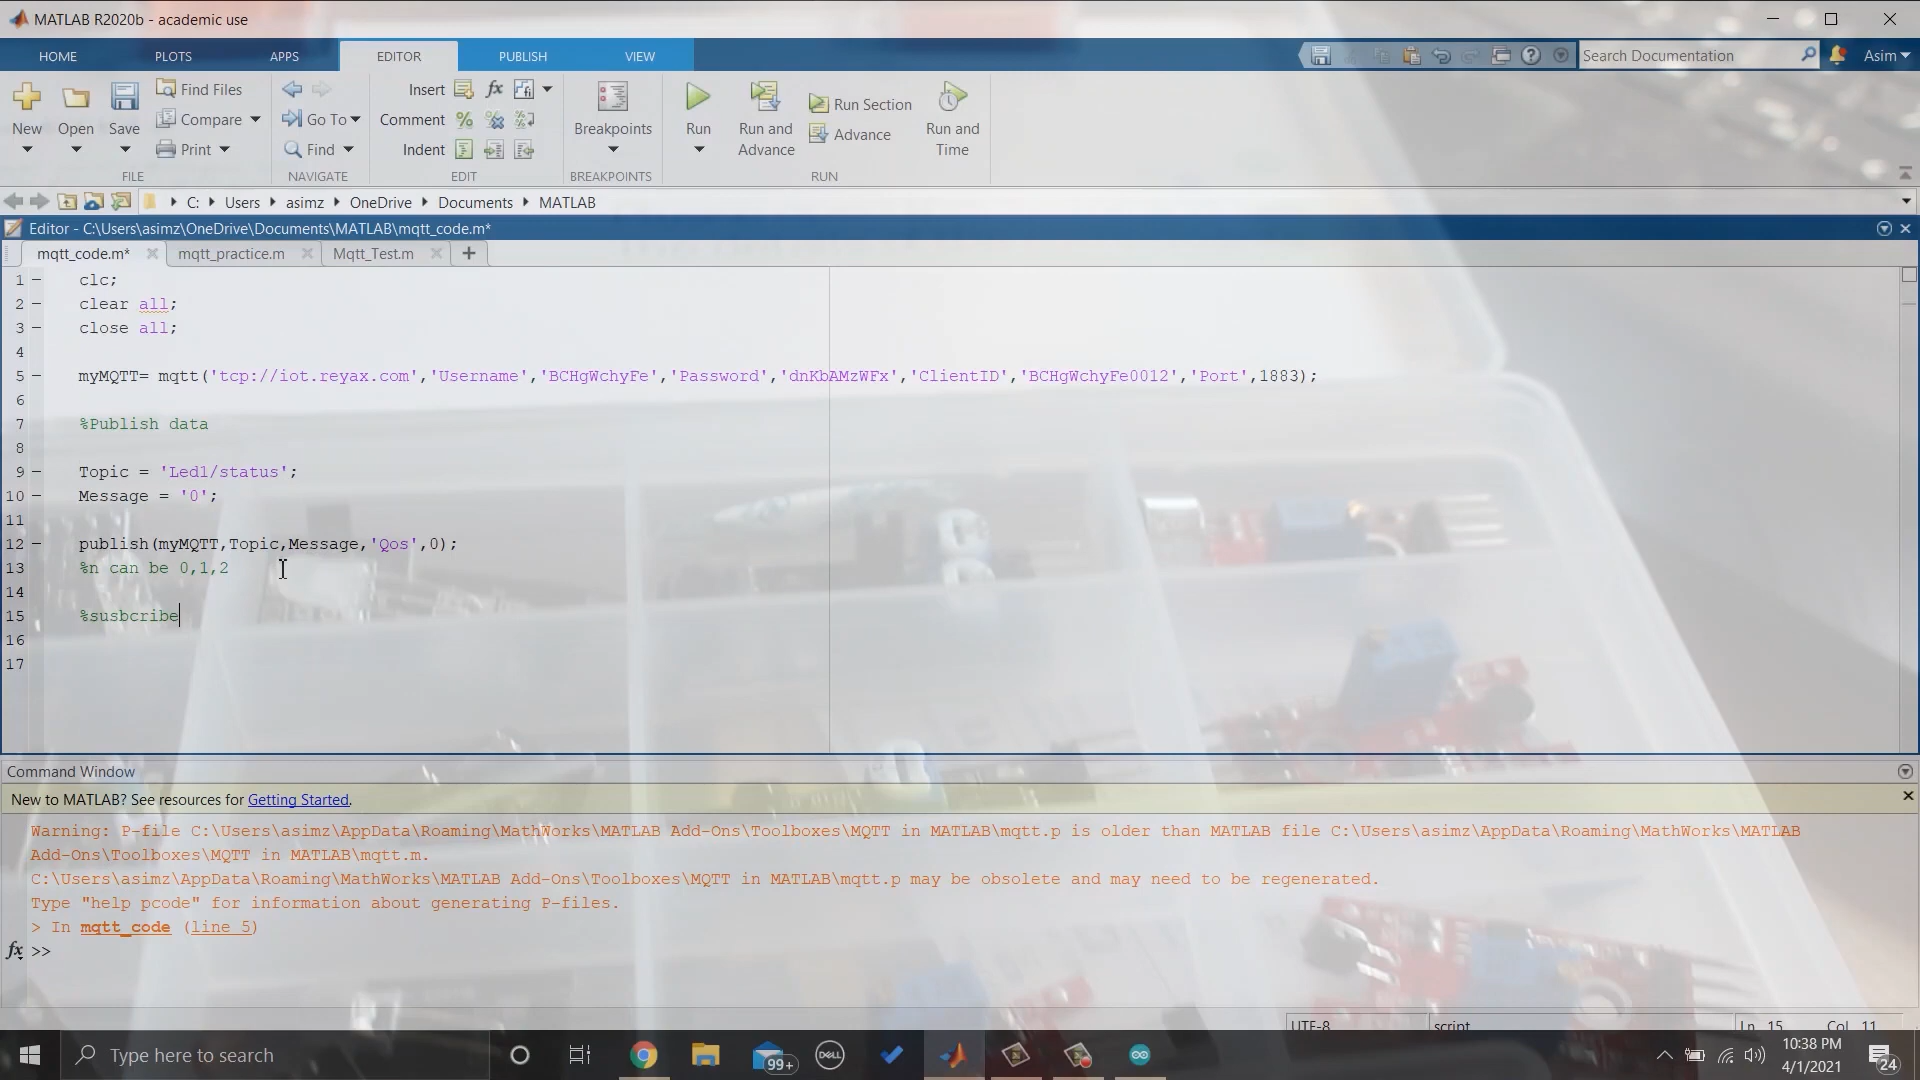 MATLAB R2020b - academic use
HOME PLOTS APPS EDITOR PUBLISH VIEW
Search Documentation
Asim
New Open Save Find Files Compare Print
FILE
Go To Find
NAVIGATE
Insert fx
Comment
Indent
EDIT
Breakpoints
BREAKPOINTS
Run Run and Advance Run Section Advance Run and Time
RUN
C: Users asimz OneDrive Documents MATLAB
Editor - C:\Users\asimz\OneDrive\Documents\MATLAB\mqtt_code.m*
mqtt_code.m* mqtt_practice.m Mqtt_Test.m
1 clc;
2 clear all;
3 close all;
4
5 myMQTT= mqtt('tcp://iot.reyax.com','Username','BCHgWchyFe','Password','dnKbAMzWFx','ClientID','BCHgWchyFe0012','Port',1883);
6
7 %Publish data
8
9 Topic = 'Led1/status';
10 Message = '0';
11
12 publish(myMQTT,Topic,Message,'Qos',0);
13 %n can be 0,1,2
14
15 %susbcribe
16
17
Command Window
New to MATLAB? See resources for Getting Started.
Warning: P-file C:\Users\asimz\AppData\Roaming\MathWorks\MATLAB Add-Ons\Toolboxes\MQTT in MATLAB\mqtt.p is older than MATLAB file C:\Users\asimz\AppData\Roaming\MathWorks\MATLAB
Add-Ons\Toolboxes\MQTT in MATLAB\mqtt.m.
C:\Users\asimz\AppData\Roaming\MathWorks\MATLAB Add-Ons\Toolboxes\MQTT in MATLAB\mqtt.p may be obsolete and may need to be regenerated.
Type "help pcode" for information about generating P-files.
> In mqtt_code (line 5)
fx >>
UTF-8 script Ln 15 Col 11
Type here to search
99+
DELL
10:38 PM
4/1/2021
24